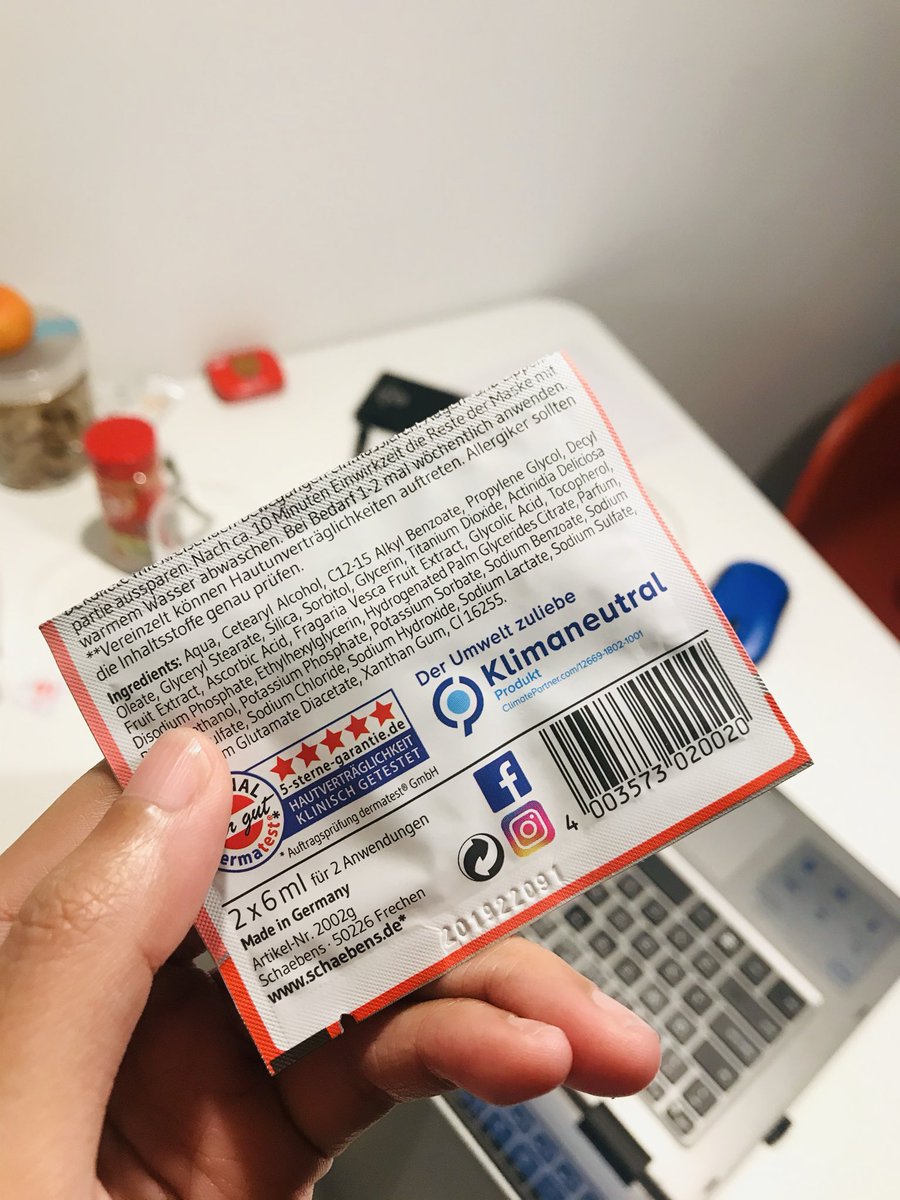 partie aussparen. Nach ca. 10 Minuten Einwirkzeit die Reste der Maske mit
warmem Wasser abwaschen. Bei Bedarf 1-2 mal wöchentlich anwenden.
**Vereinzelt können Hautunverträglichkeiten auftreten. Allergiker sollten
die Inhaltsstoffe genau prüfen.
Ingredients: Aqua, Cetearyl Alcohol, C12-15 Alkyl Benzoate, Propylene Glycol, Decyl
Oleate, Glyceryl Stearate, Silica, Sorbitol, Glycerin, Titanium Dioxide, Actinidia Deliciosa
Fruit Extract, Ascorbic Acid, Fragaria Vesca Fruit Extract, Glycolic Acid, Tocopherol,
Disodium Phosphate, Ethylhexylglycerin, Hydrogenated Palm Glycerides Citrate, Parfum,
Potassium Phosphate, Potassium Sorbate, Sodium Benzoate, Sodium
Sodium Chloride, Sodium Hydroxide, Sodium Lactate, Sodium Sulfate,
Glutamate Diacetate, Xanthan Gum, CI 16255.
Der Umwelt zuliebe
Klimaneutral
Produkt
ClimatePartner.com/12669-1802-1001
5-sterne-garantie.de
HAUTVERTRÄGLICHKEIT
KLINISCH GETESTET
gut
dermatest®
* Auftragsprüfung dermatest® GmbH
2 x 6ml für 2 Anwendungen
Made in Germany
Artikel-Nr. 2002g
Schaebens · 50226 Frechen
www.schaebens.de*
4 003573 020020
201922091